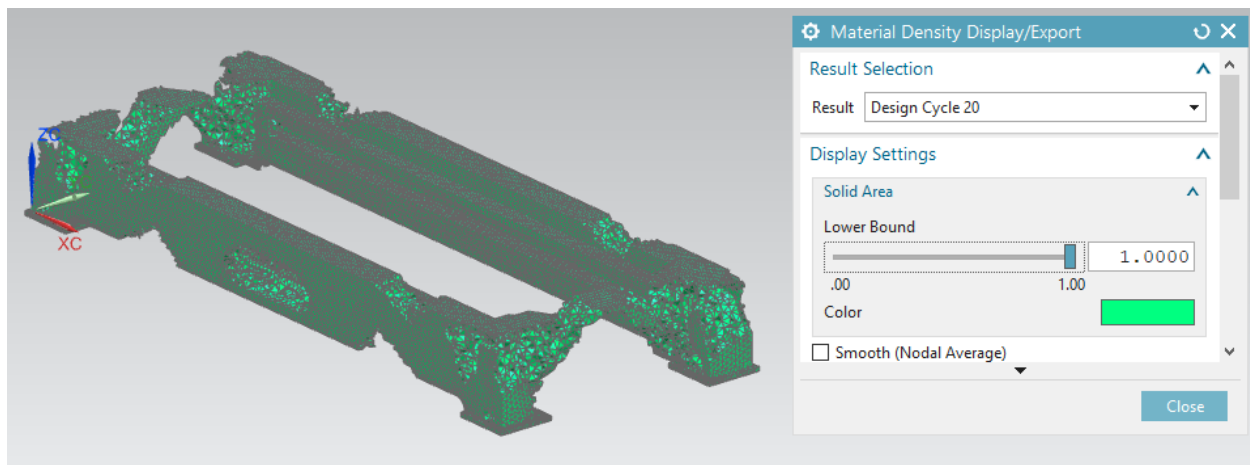 Material Density Display/Export
Result Selection
Result Design Cycle 20
Display Settings
Solid Area
Lower Bound
1.0000
.00 1.00
Color
Smooth (Nodal Average)
Close
ZC
XC